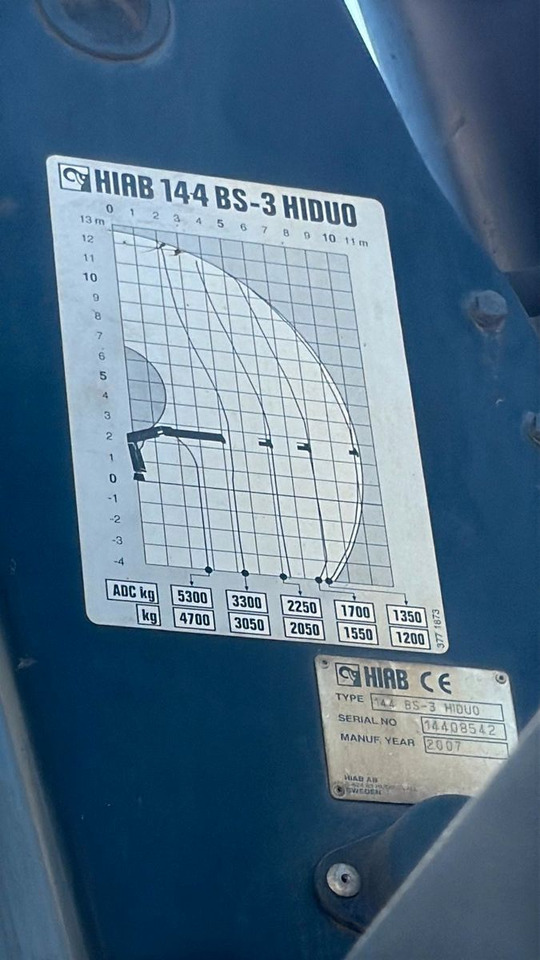 HIAB 144 BS-3 HIDUO
0 1 2 3 4 5 6 7 8 9 10 11 m
13 m
12
11
10
9
8
7
6
5
4
3
2
1
0
-1
-2
-3
-4
ADC kg 5300 3300 2250 1700 1350
kg 4700 3050 2050 1550 1200
377 1673
HIAB CE
TYPE 144 BS-3 HIDUO
SERIAL.NO 14408542
MANUF. YEAR 2007
HIAB AB
SWEDEN